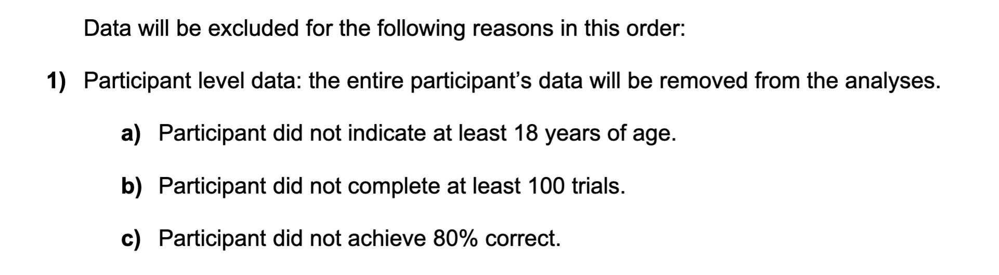 Data will be excluded for the following reasons in this order:
1) Participant level data: the entire participant’s data will be removed from the analyses.
a) Participant did not indicate at least 18 years of age.
b) Participant did not complete at least 100 trials.
c) Participant did not achieve 80% correct.